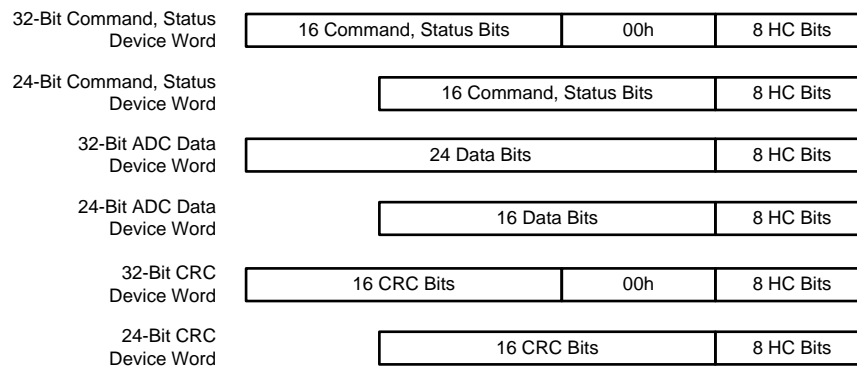 32-Bit Command, Status
Device Word
16 Command, Status Bits 00h 8 HC Bits
24-Bit Command, Status
Device Word
16 Command, Status Bits 8 HC Bits
32-Bit ADC Data
Device Word
24 Data Bits 8 HC Bits
24-Bit ADC Data
Device Word
16 Data Bits 8 HC Bits
32-Bit CRC
Device Word
16 CRC Bits 00h 8 HC Bits
24-Bit CRC
Device Word
16 CRC Bits 8 HC Bits